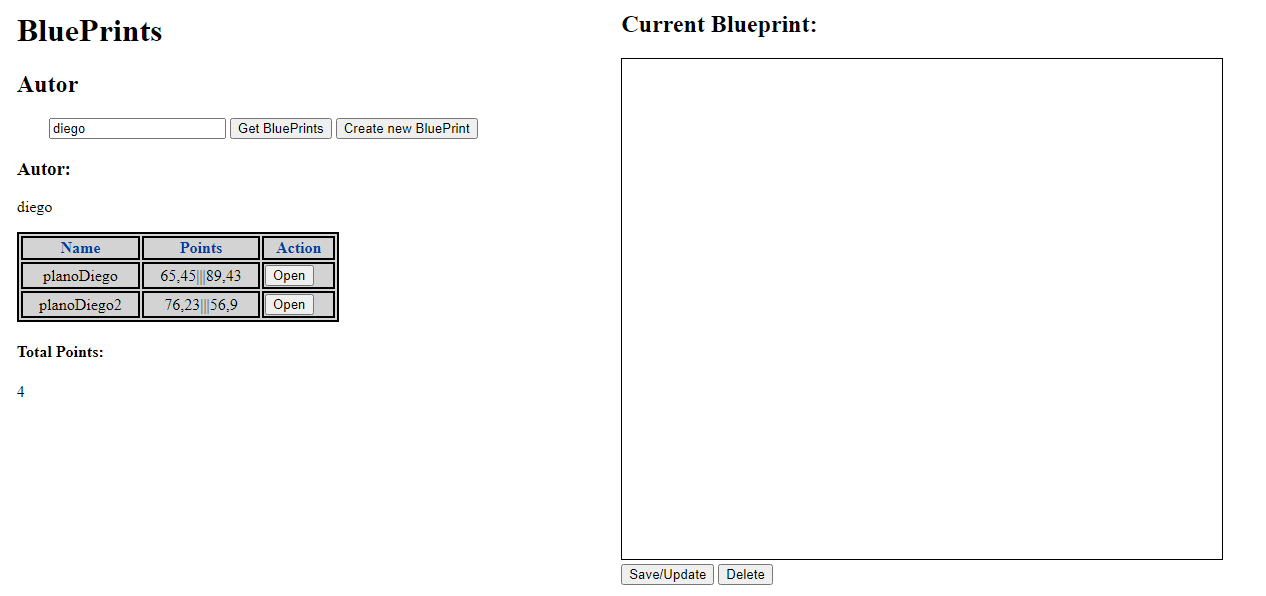 BluePrints
Autor
diego Get BluePrints Create new BluePrint
Autor:
diego
Name Points Action
planoDiego 65,45|||89,43 Open
planoDiego2 76,23|||56,9 Open
Total Points:
4
Current Blueprint:
Save/Update Delete